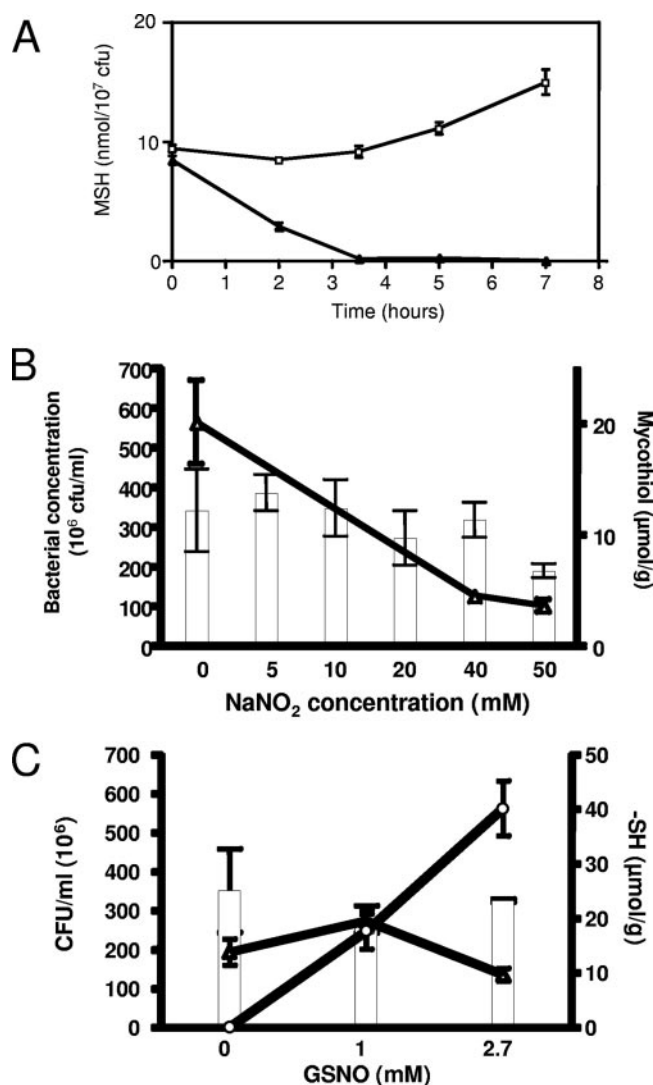 A
MSH (nmol/10⁷ cfu)
20
10
0
0 1 2 3 4 5 6 7 8
Time (hours)
B
Bacterial concentration
(10⁶ cfu/ml)
700
600
500
400
300
200
100
0
20
10
0
Mycothiol
(µmol/g)
0 5 10 20 40 50
NaNO₂ concentration (mM)
C
CFU/ml (10⁶)
700
600
500
400
300
200
100
0
50
40
30
20
10
0
-SH (µmol/g)
0 1 2.7
GSNO (mM)